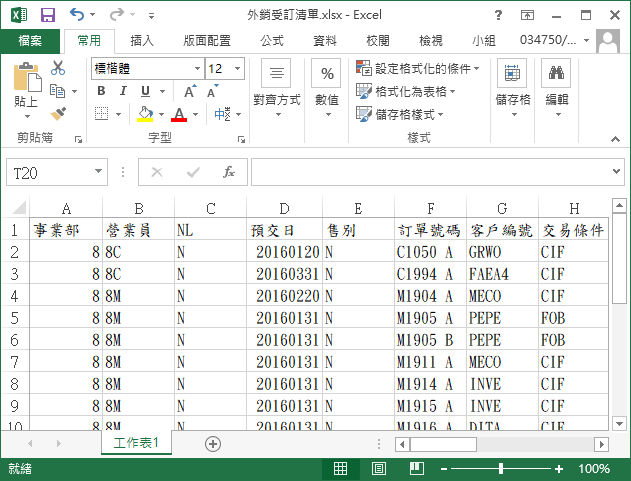 外銷受訂清單.xlsx - Excel
檔案 常用 插入 版面配置 公式 資料 校閱 檢視 小組 034750/...
標楷體 12
貼上 B I U A A
A 中
對齊方式 % 數值
設定格式化的條件
格式化為表格
儲存格樣式
儲存格 編輯
剪貼簿 字型 樣式
T20 fx
A B C D E F G H
1 事業部 營業員 NL 預交日 售別 訂單號碼 客戶編號 交易條件
2 8 8C N 20160120 N C1050 A GRWO CIF
3 8 8C N 20160331 N C1994 A FAEA4 CIF
4 8 8M N 20160220 N M1904 A MECO CIF
5 8 8M N 20160131 N M1905 A PEPE FOB
6 8 8M N 20160131 N M1905 B PEPE FOB
7 8 8M N 20160131 N M1911 A MECO CIF
8 8 8M N 20160131 N M1914 A INVE CIF
9 8 8M N 20160131 N M1915 A INVE CIF
10 8 8M N 20160131 N M1916 A DITA CIF
工作表1
就緒 100%